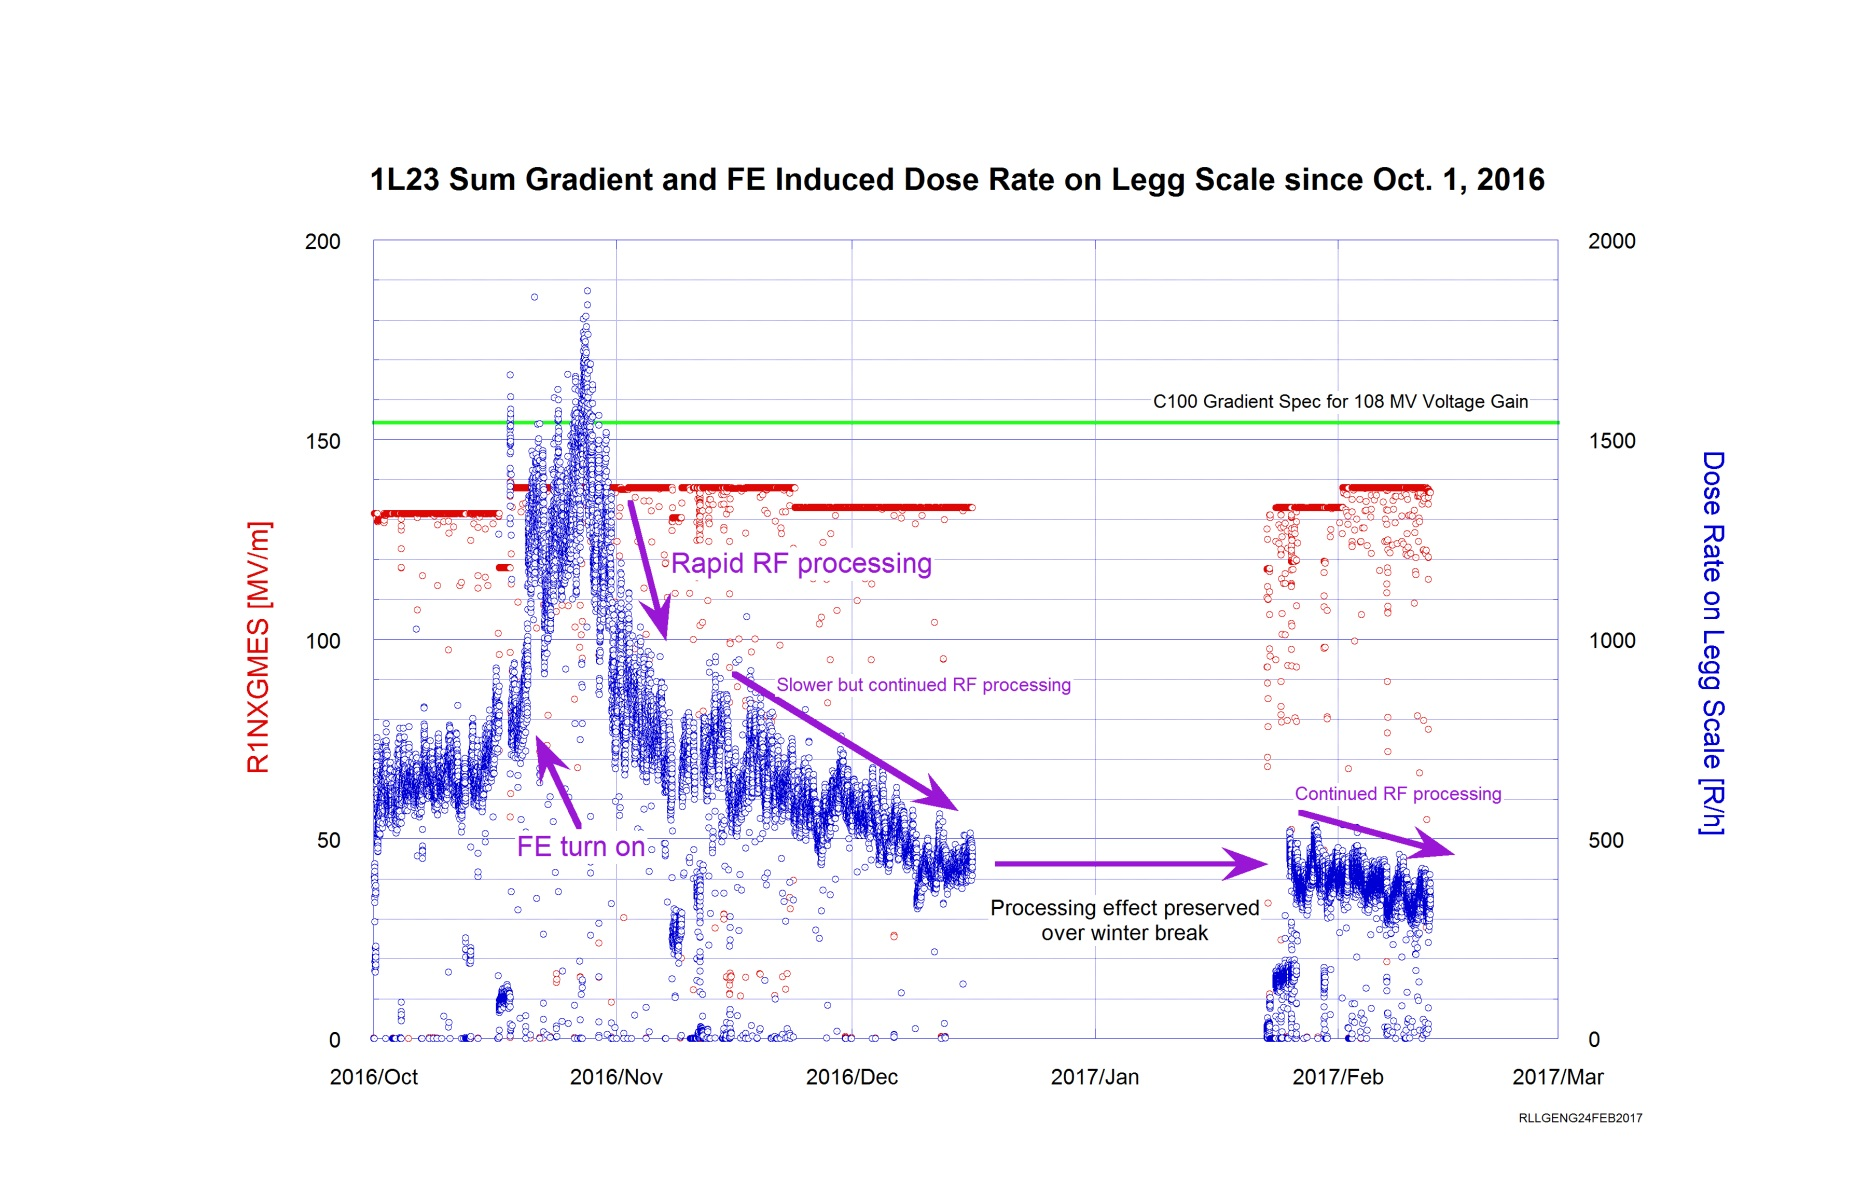 1L23 Sum Gradient and FE Induced Dose Rate on Legg Scale since Oct. 1, 2016
200
2000
C100 Gradient Spec for 108 MV Voltage Gain
150
1500
R1NXGMES [MV/m]
Dose Rate on Legg Scale [R/h]
Rapid RF processing
100
1000
Slower but continued RF processing
Continued RF processing
50
500
FE turn on
Processing effect preserved
over winter break
0
0
2016/Oct
2016/Nov
2016/Dec
2017/Jan
2017/Feb
2017/Mar
RLLGENG24FEB2017